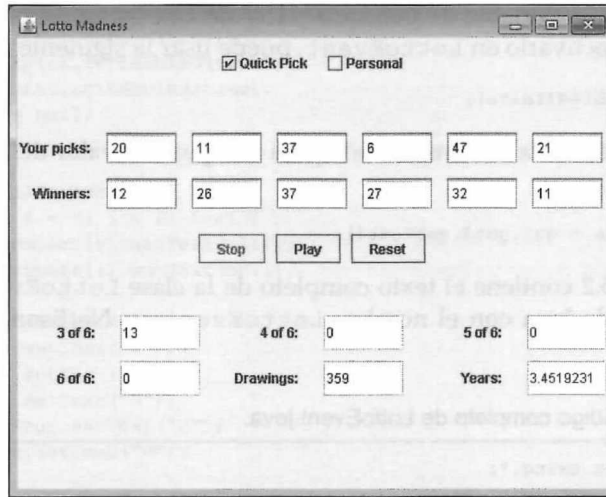 Lotto Madness
Quick Pick Personal
Your picks: 20 11 37 6 47 21
Winners: 12 26 37 27 32 11
Stop Play Reset
3 of 6: 13 4 of 6: 0 5 of 6: 0
6 of 6: 0 Drawings: 359 Years: 3.4519231